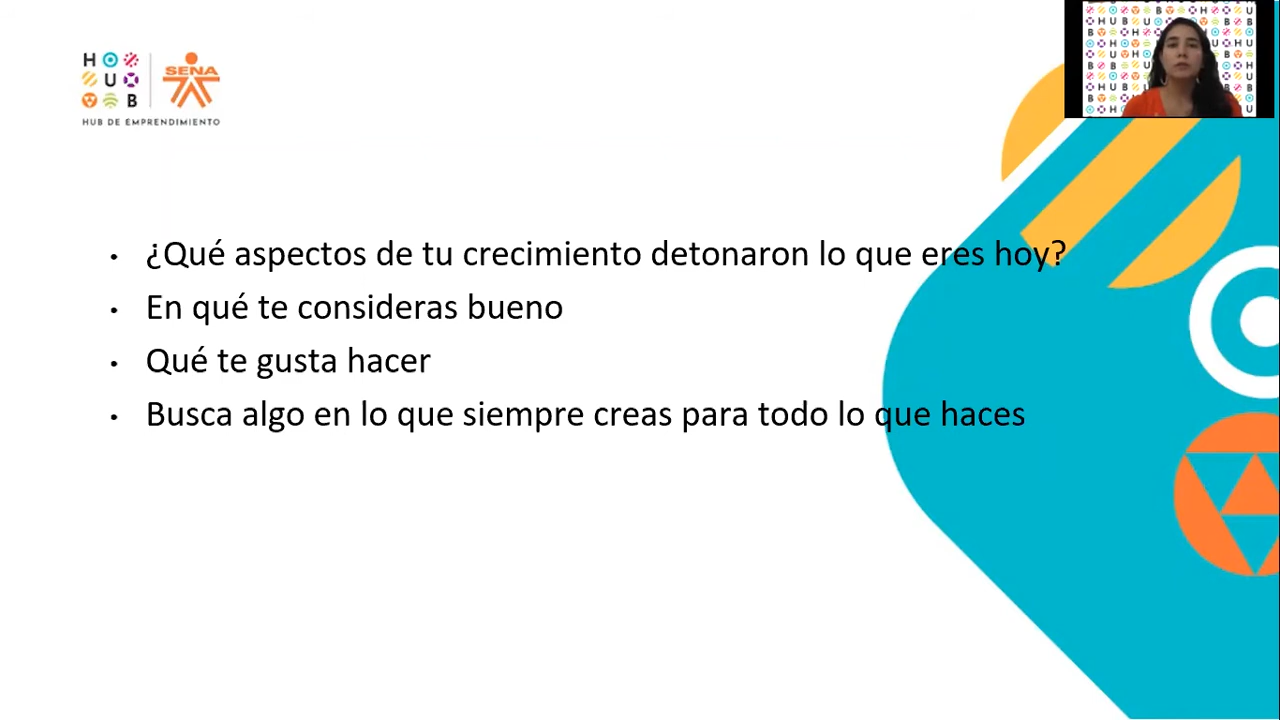 HUB
SENA
HUB DE EMPRENDIMIENTO
¿Qué aspectos de tu crecimiento detonaron lo que eres hoy?
En qué te consideras bueno
Qué te gusta hacer
Busca algo en lo que siempre creas para todo lo que haces